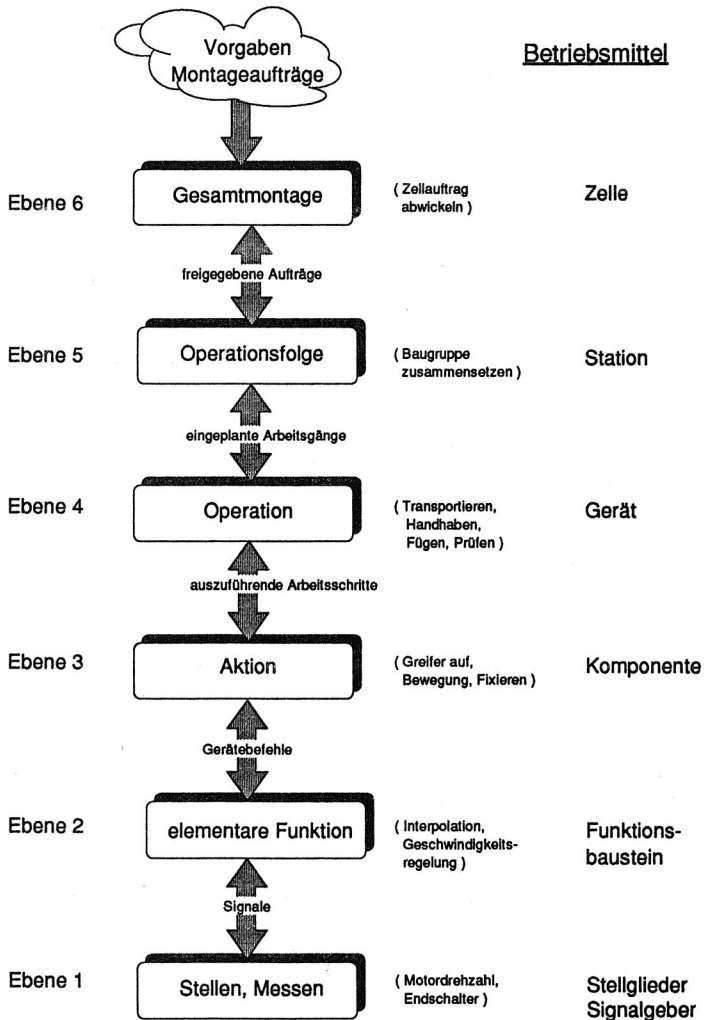 Vorgaben
Montageaufträge
Betriebsmittel
Ebene 6
Gesamtmontage
( Zellauftrag
abwickeln )
Zelle
freigegebene Aufträge
Ebene 5
Operationsfolge
( Baugruppe
zusammensetzen )
Station
eingeplante Arbeitsgänge
Ebene 4
Operation
( Transportieren,
Handhaben,
Fügen, Prüfen )
Gerät
auszuführende Arbeitsschritte
Ebene 3
Aktion
( Greifer auf,
Bewegung, Fixieren )
Komponente
Gerätebefehle
Ebene 2
elementare Funktion
( Interpolation,
Geschwindigkeits-
regelung )
Funktions-
baustein
Signale
Ebene 1
Stellen, Messen
( Motordrehzahl,
Endschalter )
Stellglieder
Signalgeber